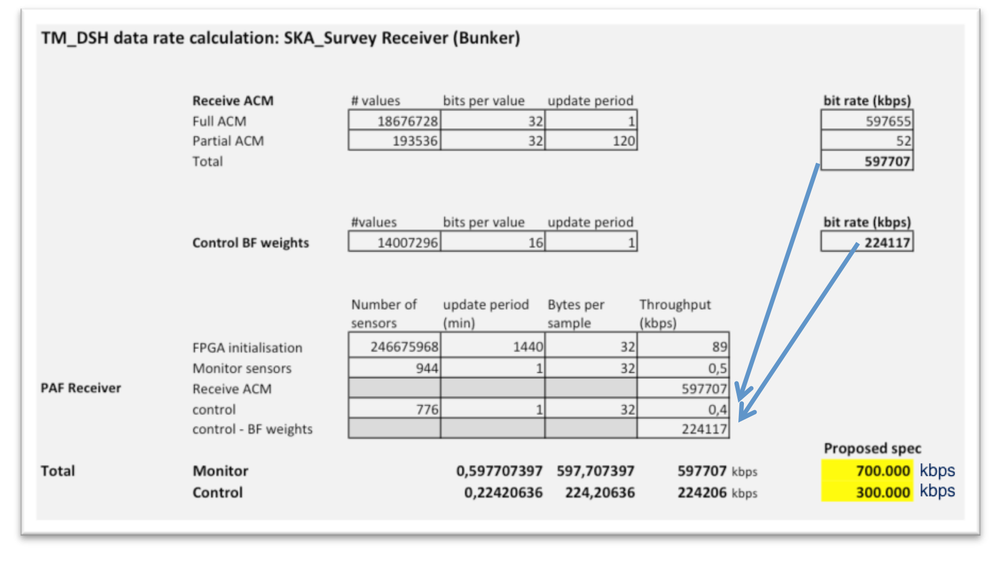 TM_DSH data rate calculation: SKA_Survey Receiver (Bunker)
Receive ACM # values bits per value update period bit rate (kbps)
Full ACM 18676728 32 1 597655
Partial ACM 193536 32 120 52
Total 597707
#values bits per value update period bit rate (kbps)
Control BF weights 14007296 16 1 224117
Number of update period Bytes per Throughput
sensors (min) sample (kbps)
FPGA initialisation 246675968 1440 32 89
Monitor sensors 944 1 32 0,5
PAF Receiver Receive ACM 597707
control 776 1 32 0,4
control - BF weights 224117
Proposed spec
Total Monitor 0,597707397 597,707397 597707 kbps 700.000 kbps
Control 0,22420636 224,20636 224206 kbps 300.000 kbps